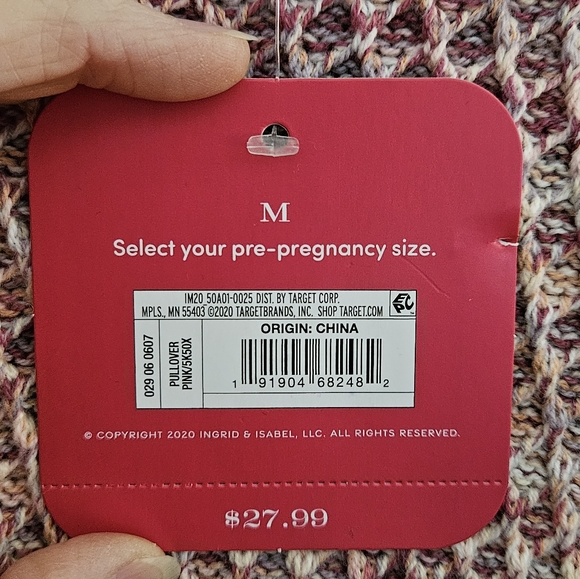 M
Select your pre-pregnancy size.
IM20 50A01-0025 DIST. BY TARGET CORP.
MPLS., MN 55403 ©2020 TARGETBRANDS, INC. SHOP TARGET.COM
EPC
029 06 0607
PULLOVER
PINK/5K50X
ORIGIN: CHINA
1 91904 68248 2
© COPYRIGHT 2020 INGRID & ISABEL, LLC. ALL RIGHTS RESERVED.
$27.99